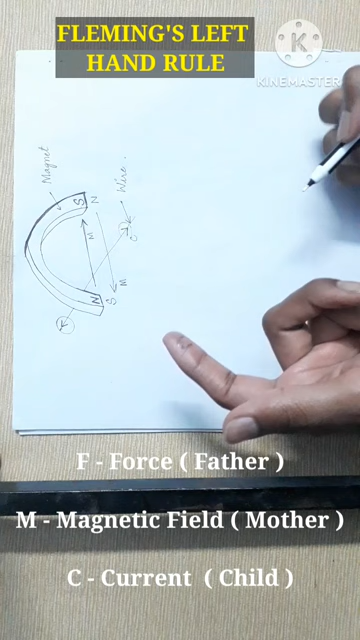 FLEMING'S LEFT
HAND RULE
KINEMASTER
Magnet
S
N
Wire.
M
C
M
N
S
F - Force ( Father )
M - Magnetic Field ( Mother )
C - Current ( Child )